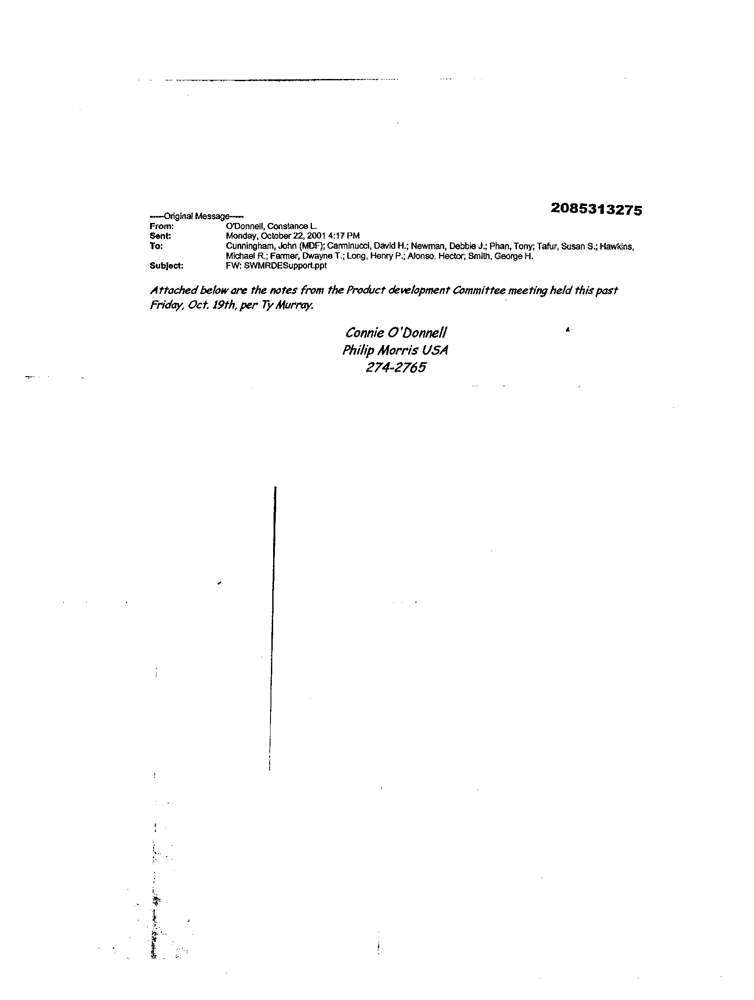 2085313275
-----Original Message-----
From: O'Donnell, Constance L.
Sent: Monday, October 22, 2001 4:17 PM
To: Cunningham, John (MDF); Carminucci, David H.; Newman, Debbie J.; Phan, Tony; Tafur, Susan S.; Hawkins,
Michael R.; Farmer, Dwayne T.; Long, Henry P.; Alonso, Hector; Smith, George H.
Subject: FW: SWMRDESupport.ppt
Attached below are the notes from the Product development Committee meeting held this past
Friday, Oct. 19th, per Ty Murray.
Connie O'Donnell
Philip Morris USA
274-2765